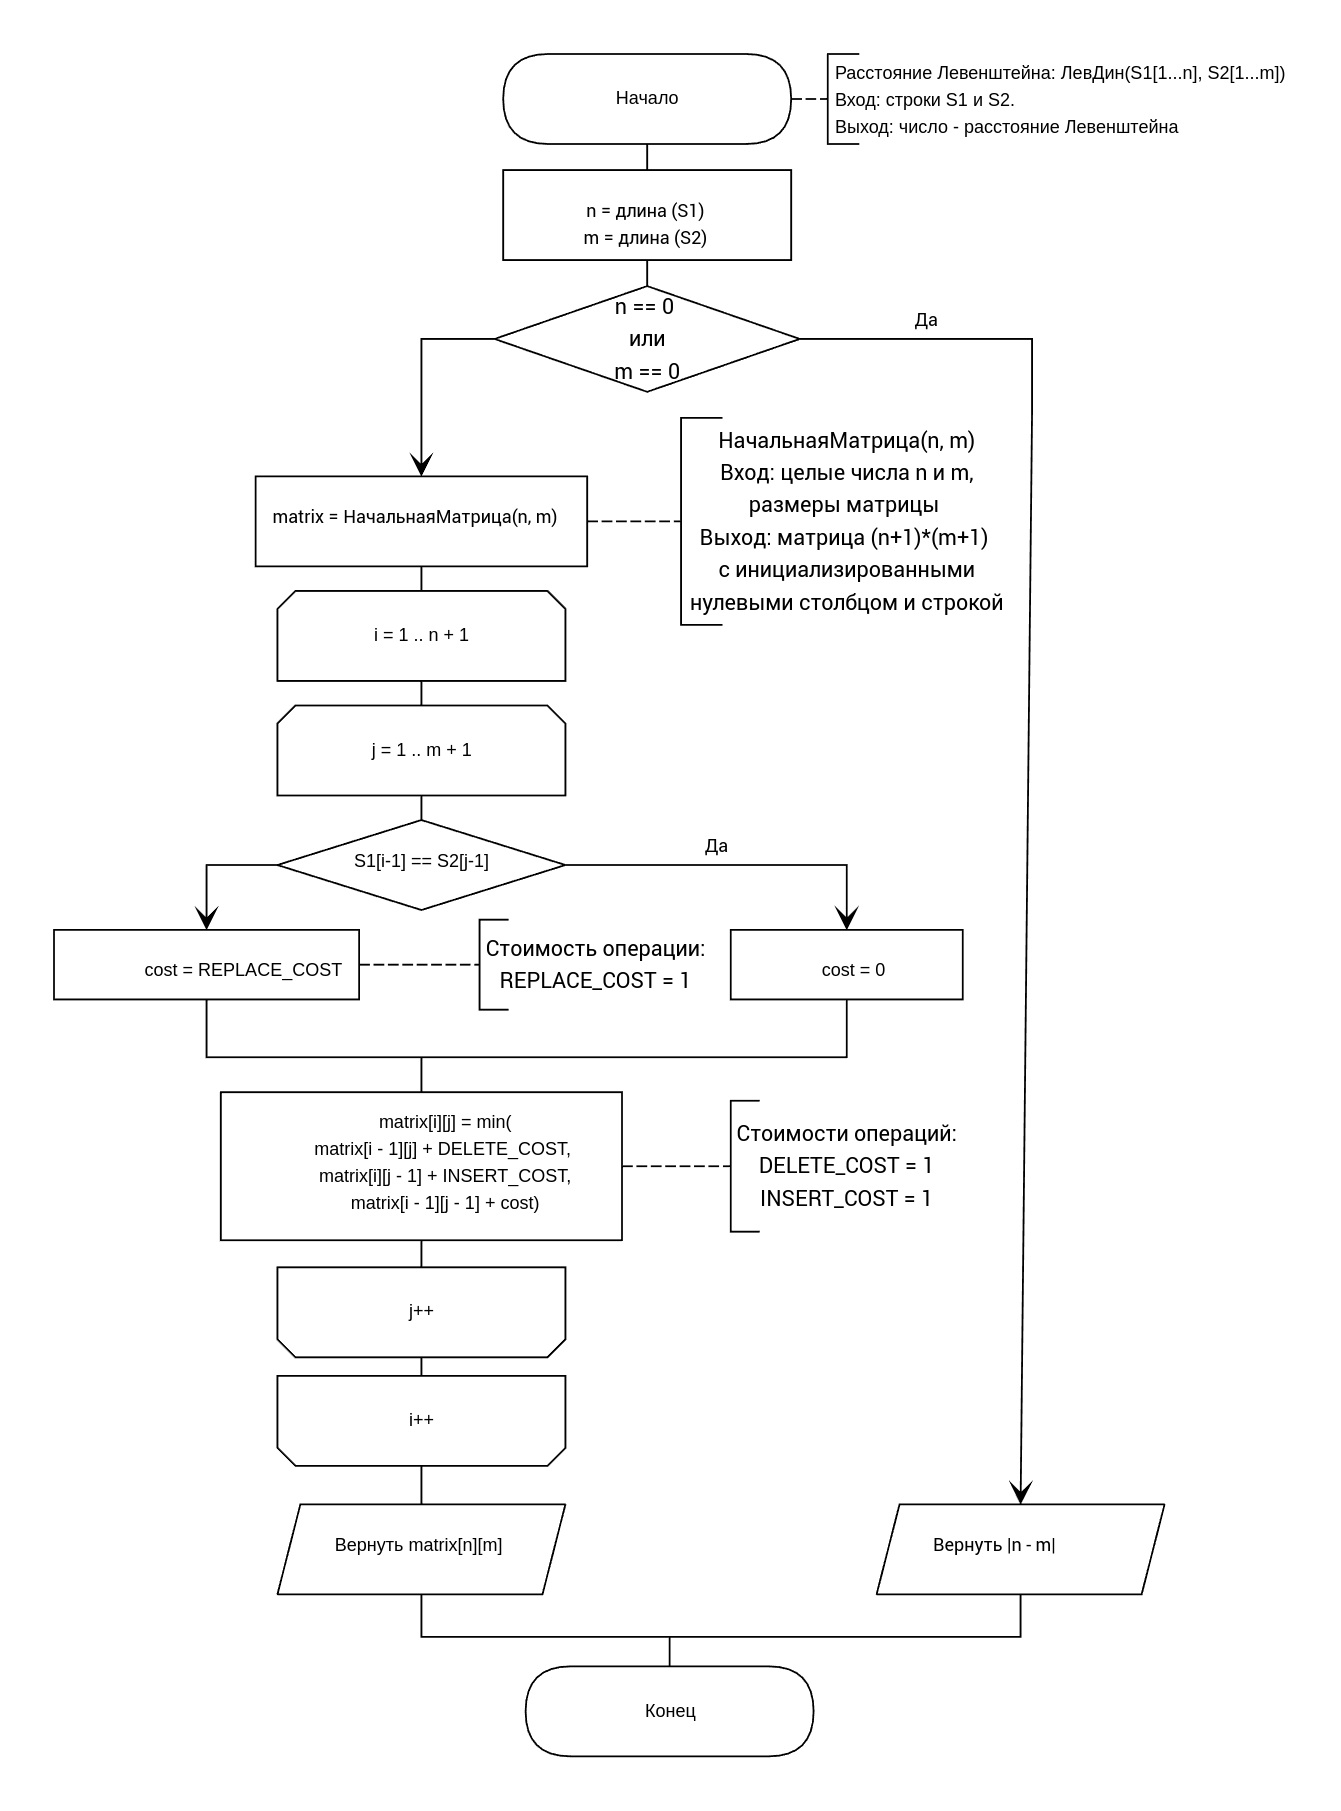 Начало
Расстояние Левенштейна: ЛевДин(S1[1...n], S2[1...m])
Вход: строки S1 и S2.
Выход: число - расстояние Левенштейна
n = длина (S1)
m = длина (S2)
n == 0
или
m == 0
Да
НачальнаяМатрица(n, m)
Вход: целые числа n и m,
размеры матрицы
Выход: матрица (n+1)*(m+1)
с инициализированными
нулевыми столбцом и строкой
matrix = НачальнаяМатрица(n, m)
i = 1 .. n + 1
j = 1 .. m + 1
S1[i-1] == S2[j-1]
Да
cost = REPLACE_COST
Стоимость операции:
REPLACE_COST = 1
cost = 0
matrix[i][j] = min(
matrix[i - 1][j] + DELETE_COST,
matrix[i][j - 1] + INSERT_COST,
matrix[i - 1][j - 1] + cost)
Стоимости операций:
DELETE_COST = 1
INSERT_COST = 1
j++
i++
Вернуть matrix[n][m]
Вернуть |n - m|
Конец